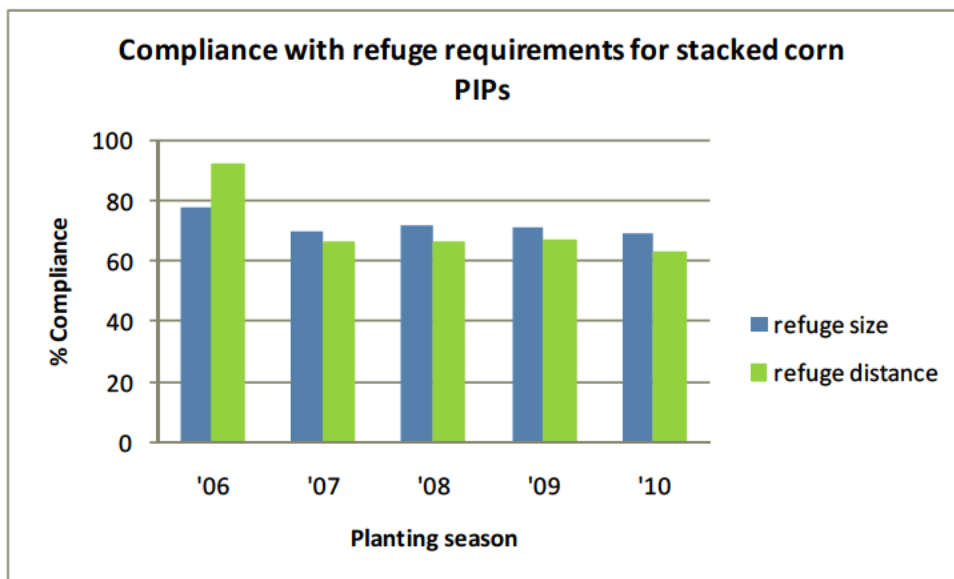 Compliance with refuge requirements for stacked corn
PIPs
100
80
60
40
20
0
% Compliance
'06 '07 '08 '09 '10
Planting season
refuge size
refuge distance